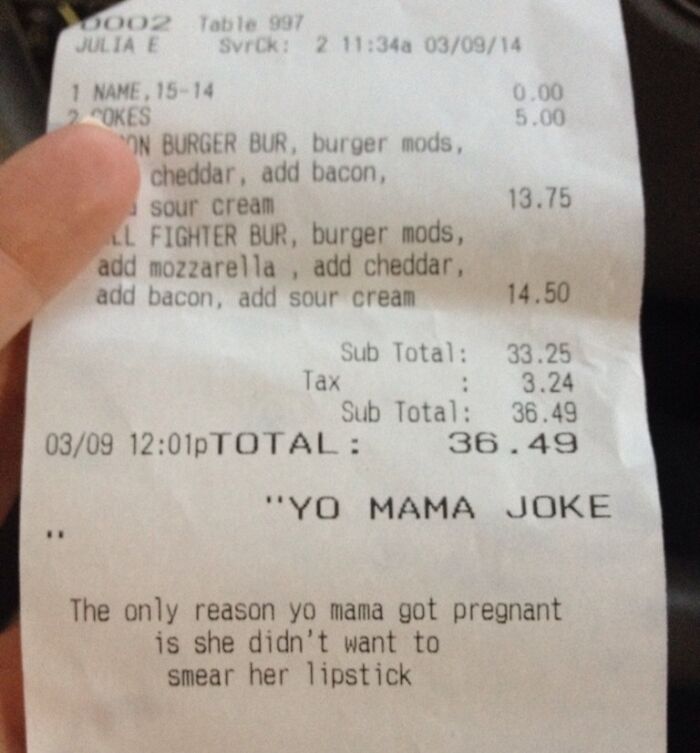 0002 Table 997
JULIA E SvrCk: 2 11:34a 03/09/14
1 NAME,15-14 0.00
2 COKES 5.00
BURGER BUR, burger mods,
cheddar, add bacon,
sour cream 13.75
FIGHTER BUR, burger mods,
add mozzarella , add cheddar,
add bacon, add sour cream 14.50
Sub Total: 33.25
Tax : 3.24
Sub Total: 36.49
03/09 12:01pTOTAL: 36.49
"YO MAMA JOKE
"
The only reason yo mama got pregnant
is she didn't want to
smear her lipstick